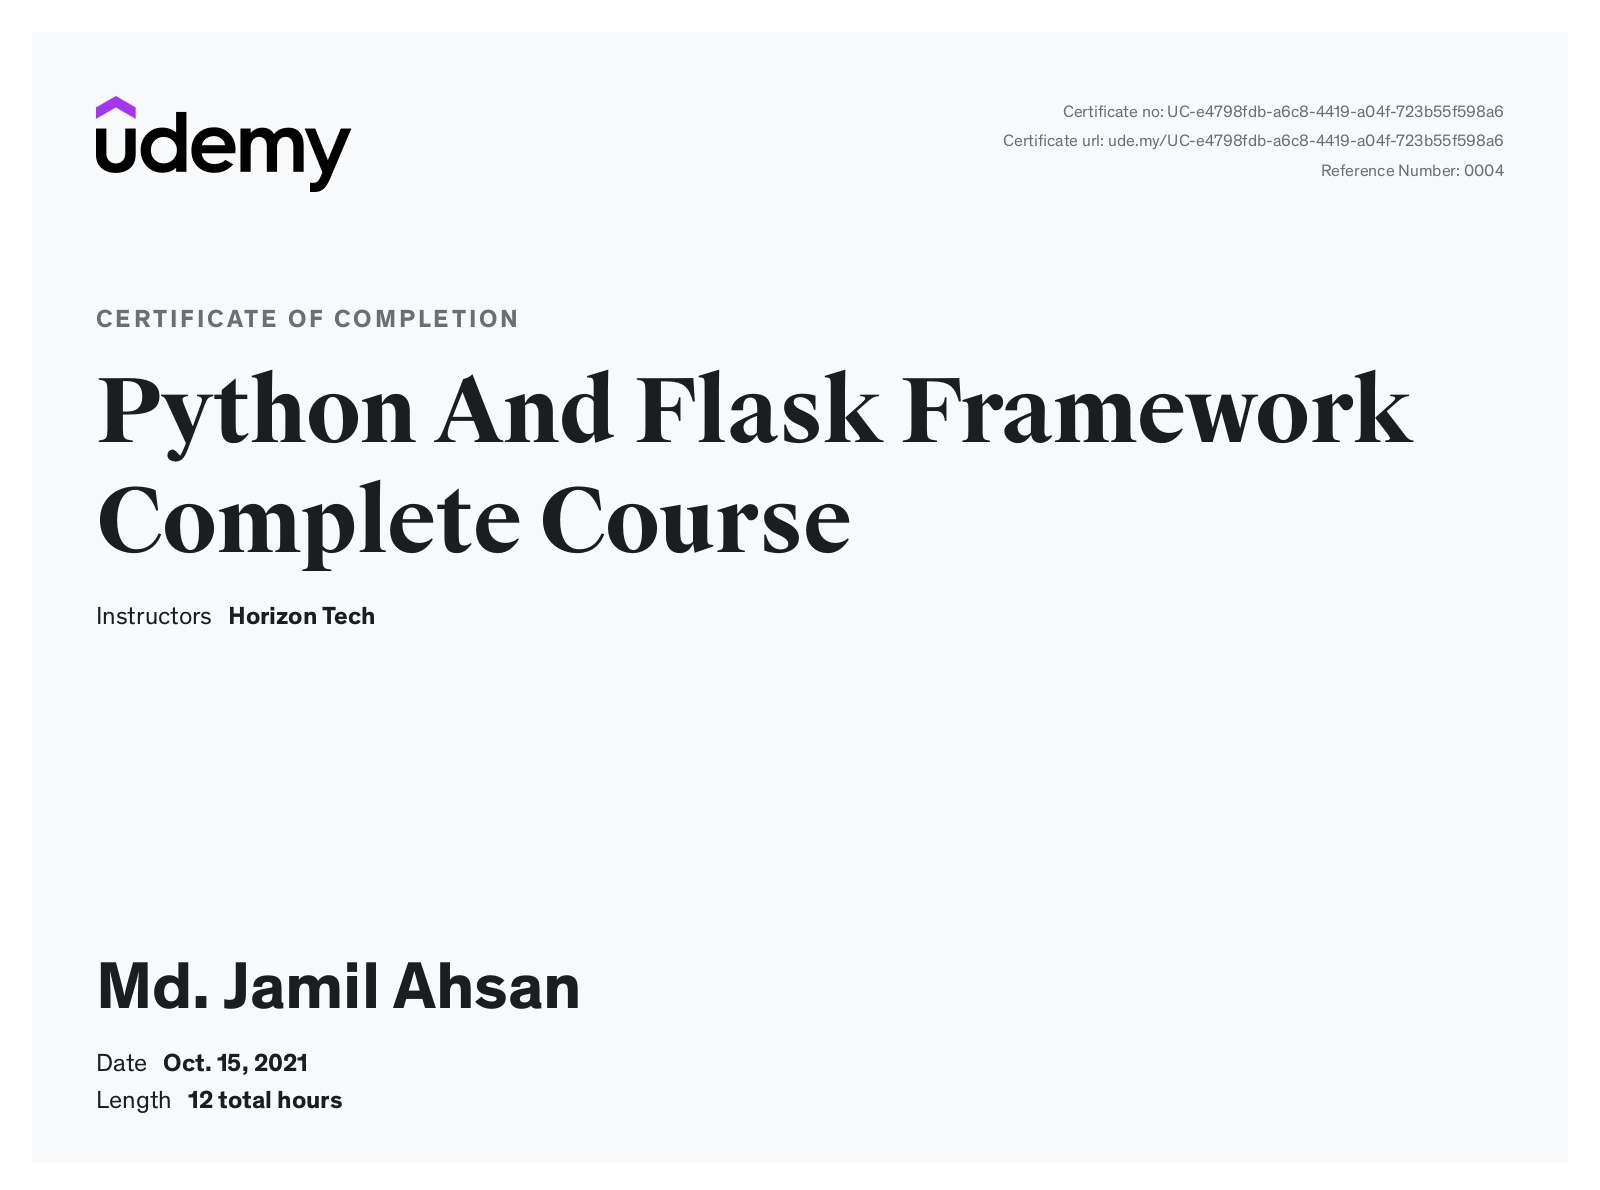 udemy
Certificate no: UC-e4798fdb-a6c8-4419-a04f-723b55f598a6
Certificate url: ude.my/UC-e4798fdb-a6c8-4419-a04f-723b55f598a6
Reference Number: 0004
CERTIFICATE OF COMPLETION
Python And Flask Framework
Complete Course
Instructors Horizon Tech
Md. Jamil Ahsan
Date Oct. 15, 2021
Length 12 total hours